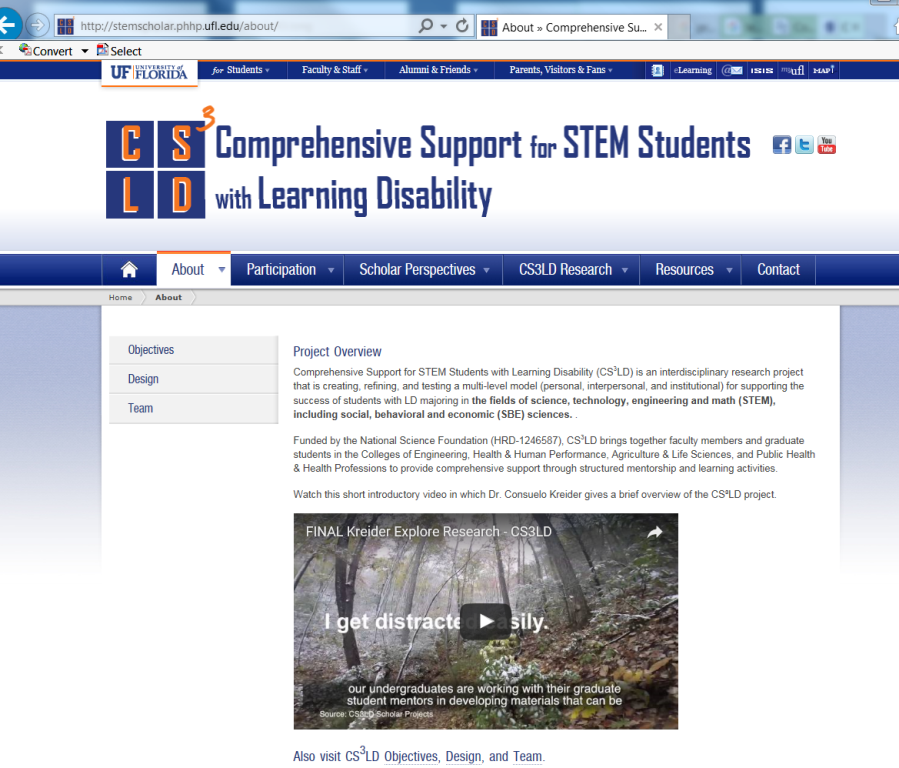 http://stemscholar.phhp.ufl.edu/about/
About » Comprehensive Su...
Convert Select
UF UNIVERSITY of FLORIDA
for Students Faculty & Staff Alumni & Friends Parents, Visitors & Fans eLearning @ ISIS myufl MAP
CS³LD
Comprehensive Support for STEM Students
with Learning Disability
f t You Tube
About Participation Scholar Perspectives CS3LD Research Resources Contact
Home About
Objectives
Design
Team
Project Overview
Comprehensive Support for STEM Students with Learning Disability (CS³LD) is an interdisciplinary research project
that is creating, refining, and testing a multi-level model (personal, interpersonal, and institutional) for supporting the
success of students with LD majoring in the fields of science, technology, engineering and math (STEM),
including social, behavioral and economic (SBE) sciences. .
Funded by the National Science Foundation (HRD-1246587), CS³LD brings together faculty members and graduate
students in the Colleges of Engineering, Health & Human Performance, Agriculture & Life Sciences, and Public Health
& Health Professions to provide comprehensive support through structured mentorship and learning activities.
Watch this short introductory video in which Dr. Consuelo Kreider gives a brief overview of the CS³LD project.
FINAL Kreider Explore Research - CS3LD
I get distracted easily.
our undergraduates are working with their graduate
student mentors in developing materials that can be
Source: CS3LD Scholar Projects
Also visit CS³LD Objectives, Design, and Team.